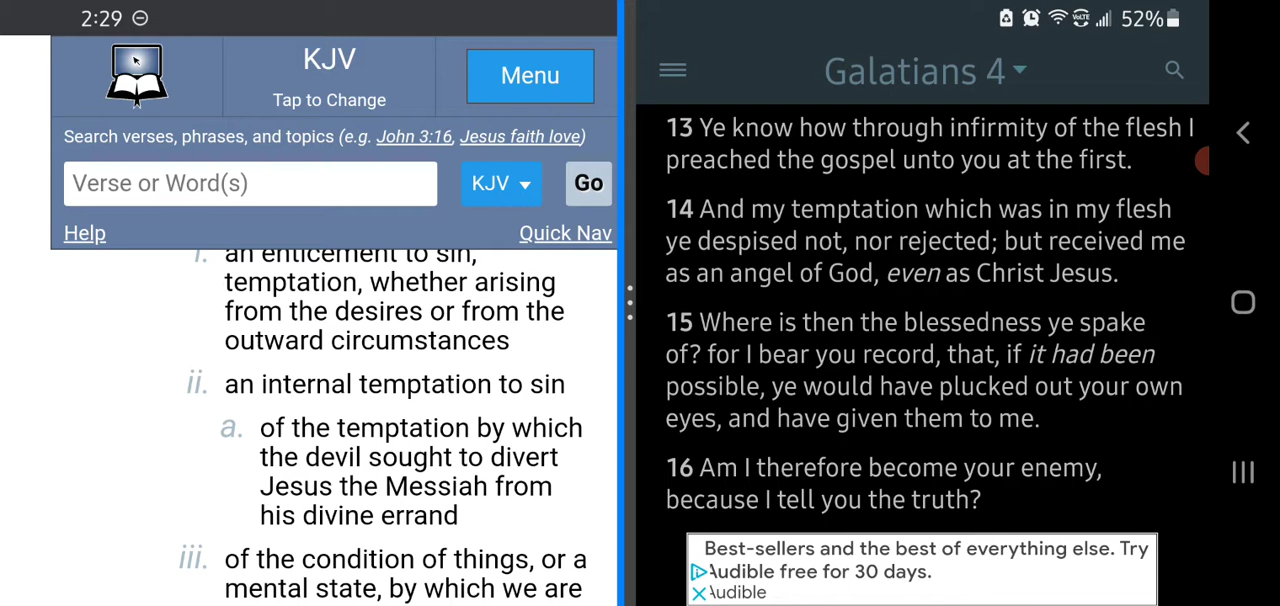 2:29
KJV
Tap to Change
Menu
Search verses, phrases, and topics (e.g. John 3:16, Jesus faith love)
Verse or Word(s)
KJV
Go
Help
Quick Nav
i. an enticement to sin,
temptation, whether arising
from the desires or from the
outward circumstances
ii. an internal temptation to sin
a. of the temptation by which
the devil sought to divert
Jesus the Messiah from
his divine errand
iii. of the condition of things, or a
mental state, by which we are
52%
Galatians 4
13 Ye know how through infirmity of the flesh I
preached the gospel unto you at the first.
14 And my temptation which was in my flesh
ye despised not, nor rejected; but received me
as an angel of God, even as Christ Jesus.
15 Where is then the blessedness ye spake
of? for I bear you record, that, if it had been
possible, ye would have plucked out your own
eyes, and have given them to me.
16 Am I therefore become your enemy,
because I tell you the truth?
Best-sellers and the best of everything else. Try
Audible free for 30 days.
Audible